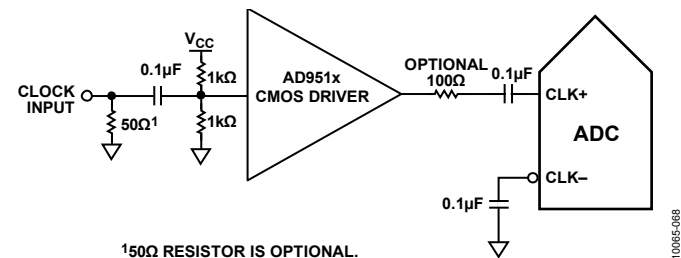 VCC
0.1µF
1kΩ
CLOCK
INPUT
50Ω1
1kΩ
AD951x
CMOS DRIVER
OPTIONAL
100Ω
0.1µF
CLK+
ADC
CLK–
0.1µF
150Ω RESISTOR IS OPTIONAL.
10065-068